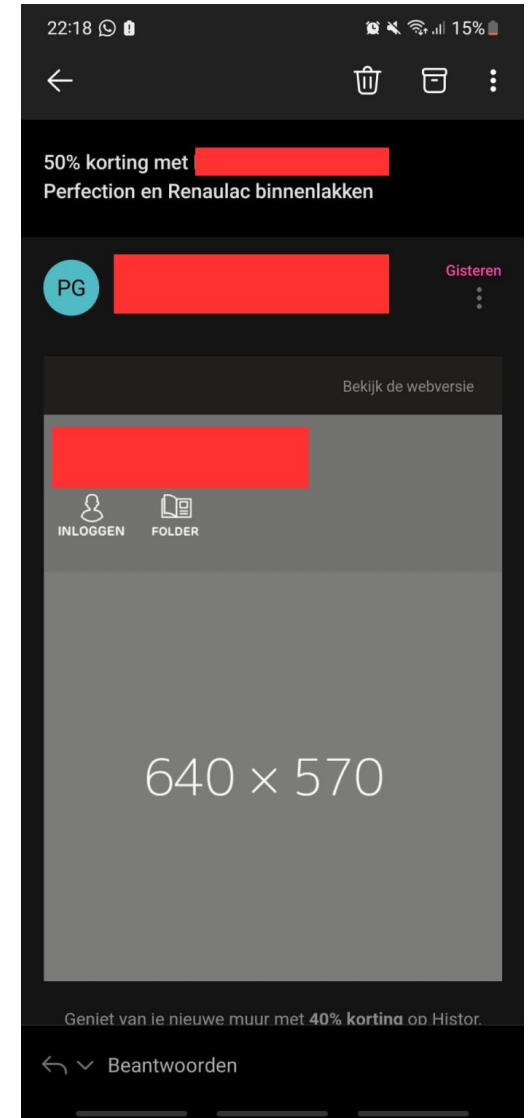 22:18
15%
50% korting met
Perfection en Renaulac binnenlakken
PG
Gisteren
Bekijk de webversie
INLOGGEN FOLDER
640 × 570
Geniet van je nieuwe muur met 40% korting op Histor,
Beantwoorden